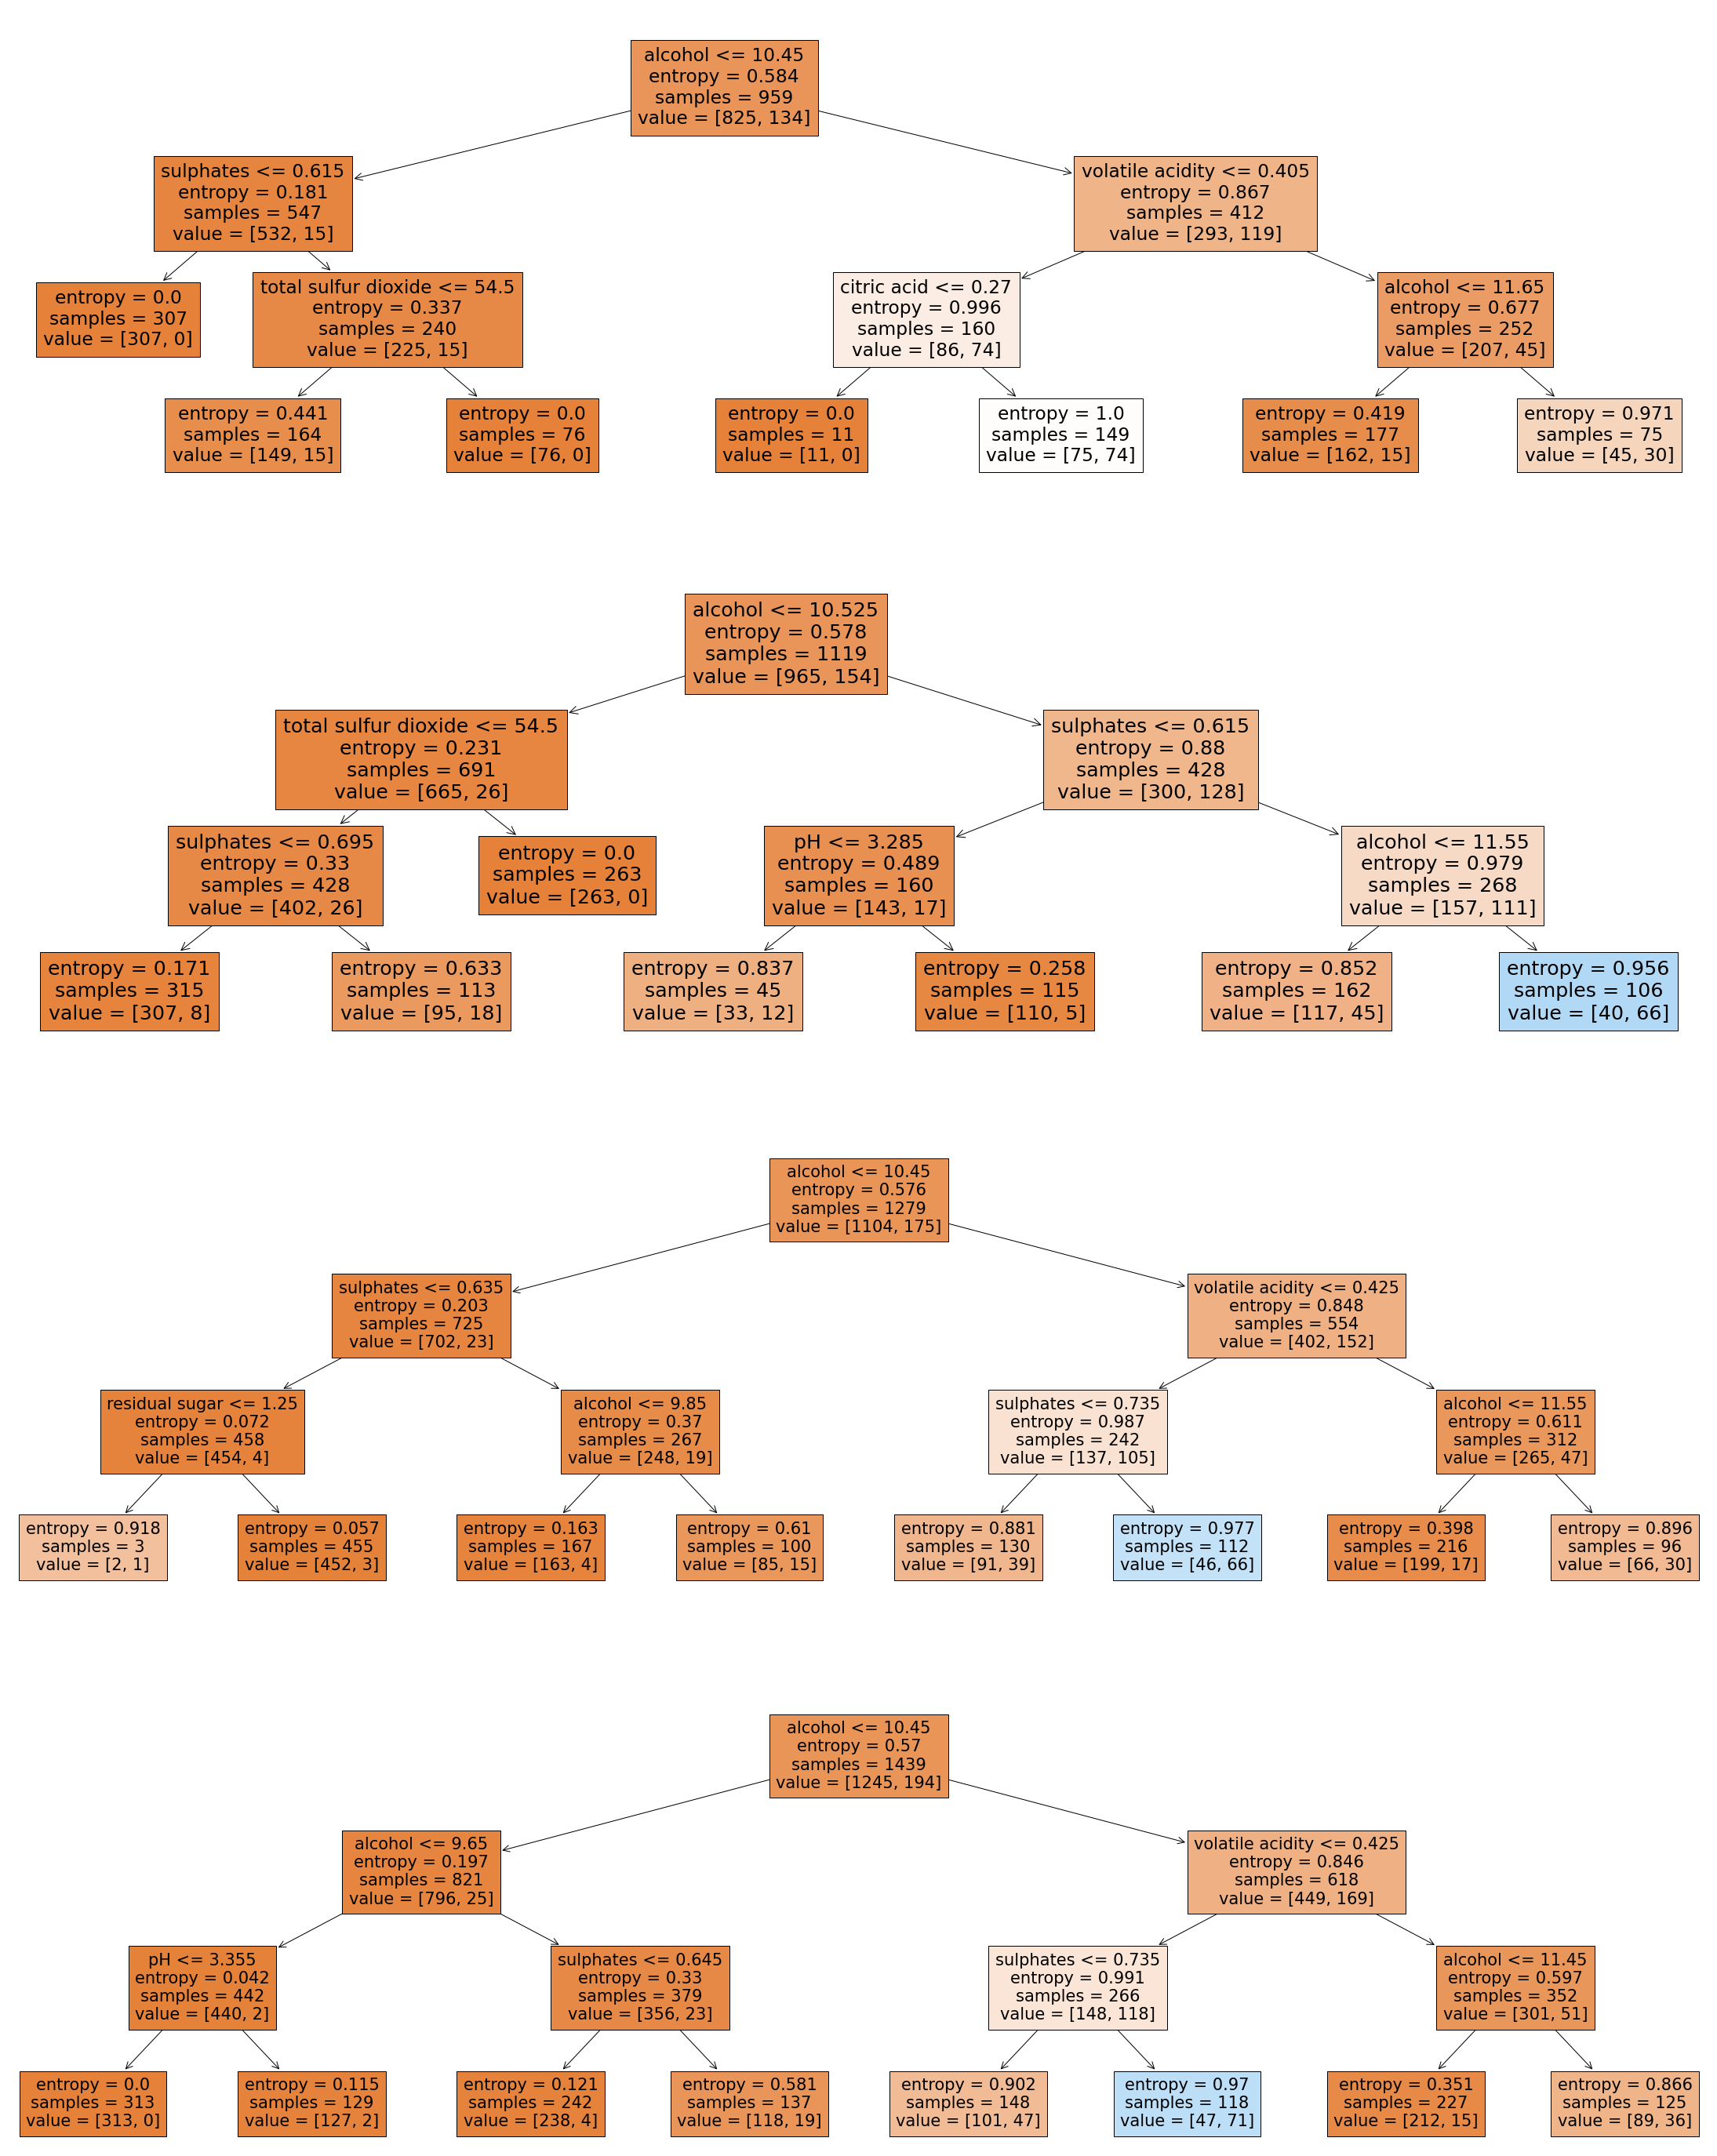 alcohol <= 10.45
entropy = 0.584
samples = 959
value = [825, 134]
sulphates <= 0.615
entropy = 0.181
samples = 547
value = [532, 15]
volatile acidity <= 0.405
entropy = 0.867
samples = 412
value = [293, 119]
entropy = 0.0
samples = 307
value = [307, 0]
total sulfur dioxide <= 54.5
entropy = 0.337
samples = 240
value = [225, 15]
citric acid <= 0.27
entropy = 0.996
samples = 160
value = [86, 74]
alcohol <= 11.65
entropy = 0.677
samples = 252
value = [207, 45]
entropy = 0.441
samples = 164
value = [149, 15]
entropy = 0.0
samples = 76
value = [76, 0]
entropy = 0.0
samples = 11
value = [11, 0]
entropy = 1.0
samples = 149
value = [75, 74]
entropy = 0.419
samples = 177
value = [162, 15]
entropy = 0.971
samples = 75
value = [45, 30]
alcohol <= 10.525
entropy = 0.578
samples = 1119
value = [965, 154]
total sulfur dioxide <= 54.5
entropy = 0.231
samples = 691
value = [665, 26]
sulphates <= 0.615
entropy = 0.88
samples = 428
value = [300, 128]
sulphates <= 0.695
entropy = 0.33
samples = 428
value = [402, 26]
entropy = 0.0
samples = 263
value = [263, 0]
pH <= 3.285
entropy = 0.489
samples = 160
value = [143, 17]
alcohol <= 11.55
entropy = 0.979
samples = 268
value = [157, 111]
entropy = 0.171
samples = 315
value = [307, 8]
entropy = 0.633
samples = 113
value = [95, 18]
entropy = 0.837
samples = 45
value = [33, 12]
entropy = 0.258
samples = 115
value = [110, 5]
entropy = 0.852
samples = 162
value = [117, 45]
entropy = 0.956
samples = 106
value = [40, 66]
alcohol <= 10.45
entropy = 0.576
samples = 1279
value = [1104, 175]
sulphates <= 0.635
entropy = 0.203
samples = 725
value = [702, 23]
volatile acidity <= 0.425
entropy = 0.848
samples = 554
value = [402, 152]
residual sugar <= 1.25
entropy = 0.072
samples = 458
value = [454, 4]
alcohol <= 9.85
entropy = 0.37
samples = 267
value = [248, 19]
sulphates <= 0.735
entropy = 0.987
samples = 242
value = [137, 105]
alcohol <= 11.55
entropy = 0.611
samples = 312
value = [265, 47]
entropy = 0.918
samples = 3
value = [2, 1]
entropy = 0.057
samples = 455
value = [452, 3]
entropy = 0.163
samples = 167
value = [163, 4]
entropy = 0.61
samples = 100
value = [85, 15]
entropy = 0.881
samples = 130
value = [91, 39]
entropy = 0.977
samples = 112
value = [46, 66]
entropy = 0.398
samples = 216
value = [199, 17]
entropy = 0.896
samples = 96
value = [66, 30]
alcohol <= 10.45
entropy = 0.57
samples = 1439
value = [1245, 194]
alcohol <= 9.65
entropy = 0.197
samples = 821
value = [796, 25]
volatile acidity <= 0.425
entropy = 0.846
samples = 618
value = [449, 169]
pH <= 3.355
entropy = 0.042
samples = 442
value = [440, 2]
sulphates <= 0.645
entropy = 0.33
samples = 379
value = [356, 23]
sulphates <= 0.735
entropy = 0.991
samples = 266
value = [148, 118]
alcohol <= 11.45
entropy = 0.597
samples = 352
value = [301, 51]
entropy = 0.0
samples = 313
value = [313, 0]
entropy = 0.115
samples = 129
value = [127, 2]
entropy = 0.121
samples = 242
value = [238, 4]
entropy = 0.581
samples = 137
value = [118, 19]
entropy = 0.902
samples = 148
value = [101, 47]
entropy = 0.97
samples = 118
value = [47, 71]
entropy = 0.351
samples = 227
value = [212, 15]
entropy = 0.866
samples = 125
value = [89, 36]